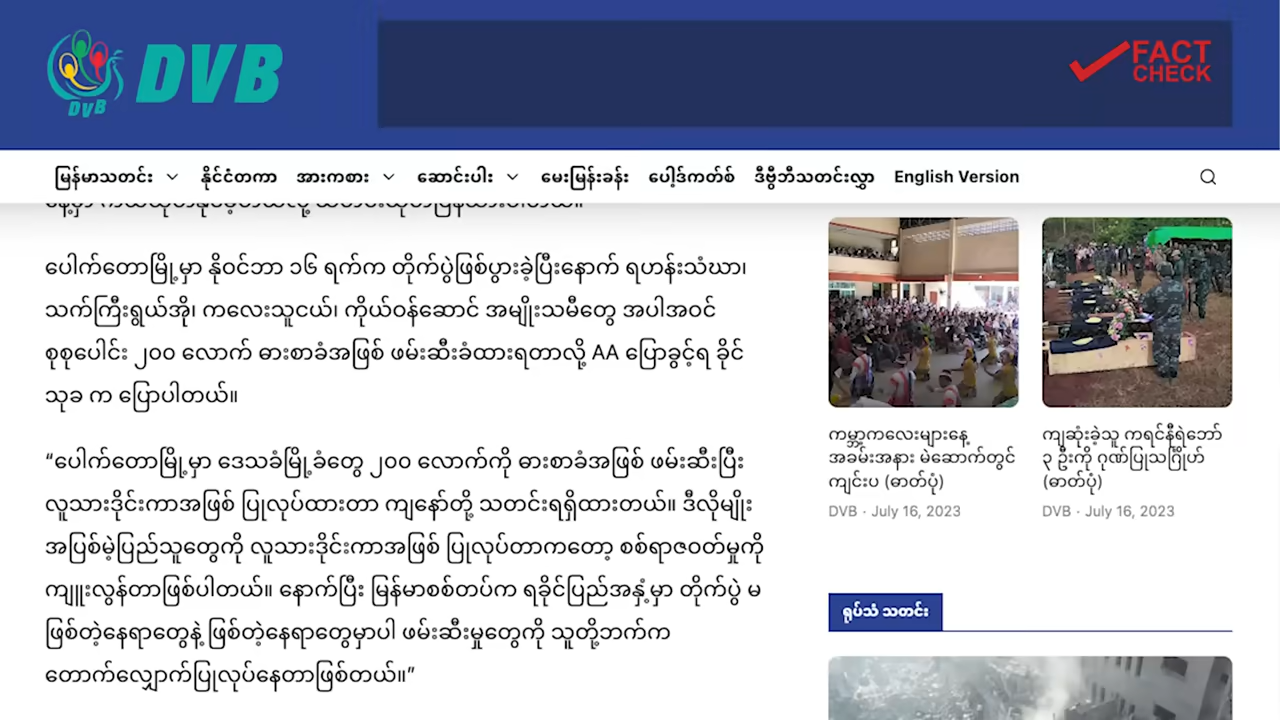 DVB
DVB
FACT
CHECK
မြန်မာသတင်း
နိုင်ငံတကာ
အားကစား
ဆောင်းပါး
မေးမြန်းခန်း
ပေါ့ဒ်ကတ်စ်
ဒီဗွီဘီသတင်းလွှာ
English Version
ပေါက်တောမြို့မှာ နိုဝင်ဘာ ၁၆ ရက်က တိုက်ပွဲဖြစ်ပွားခဲ့ပြီးနောက် ရဟန်းသံဃာ၊
သက်ကြီးရွယ်အို၊ ကလေးသူငယ်၊ ကိုယ်ဝန်ဆောင် အမျိုးသမီတွေ အပါအဝင်
စုစုပေါင်း ၂၀၀ လောက် ဓားစာခံအဖြစ် ဖမ်းဆီးခံထားရတာလို့ AA ပြောခွင့်ရ ခိုင်
သုခ က ပြောပါတယ်။
“ပေါက်တောမြို့မှာ ဒေသခံမြို့ခံတွေ ၂၀၀ လောက်ကို ဓားစာခံအဖြစ် ဖမ်းဆီးပြီး
လူသားဒိုင်းကာအဖြစ် ပြုလုပ်ထားတာ ကျနော်တို့ သတင်းရရှိထားတယ်။ ဒီလိုမျိုး
အပြစ်မဲ့ပြည်သူတွေကို လူသားဒိုင်းကာအဖြစ် ပြုလုပ်တာကတော့ စစ်ရာဇဝတ်မှုကို
ကျူးလွန်တာဖြစ်ပါတယ်။ နောက်ပြီး မြန်မာစစ်တပ်က ရခိုင်ပြည်အနှံ့မှာ တိုက်ပွဲ မ
ဖြစ်တဲ့နေရာတွေနဲ့ ဖြစ်တဲ့နေရာတွေမှာပါ ဖမ်းဆီးမှုတွေကို သူတို့ဘက်က
တောက်လျှောက်ပြုလုပ်နေတာဖြစ်တယ်။”
ကမ္ဘာ့ကလေးများနေ့
အခမ်းအနား မဲဆောက်တွင်
ကျင်းပ (ဓာတ်ပုံ)
DVB · July 16, 2023
ကျဆုံးခဲ့သူ ကရင်နီရဲဘော်
၃ ဦးကို ဂုဏ်ပြုသင်္ဂြိုဟ်
(ဓာတ်ပုံ)
DVB · July 16, 2023
ရုပ်သံ သတင်း